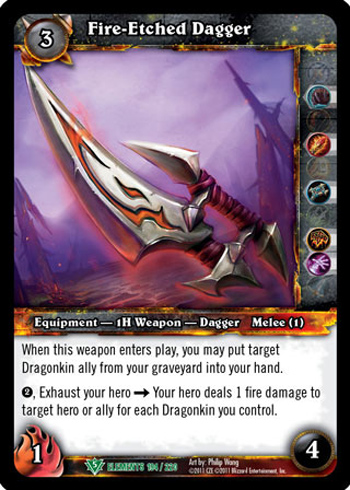 3
Fire-Etched Dagger
Equipment — 1H Weapon — Dagger Melee (1)
When this weapon enters play, you may put target
Dragonkin ally from your graveyard into your hand.
2, Exhaust your hero → Your hero deals 1 fire damage to
target hero or ally for each Dragonkin you control.
1
ELEMENTS 194/220
Art by: Philip Wang
©2011 CZE ©2011 Blizzard Entertainment, Inc.
4